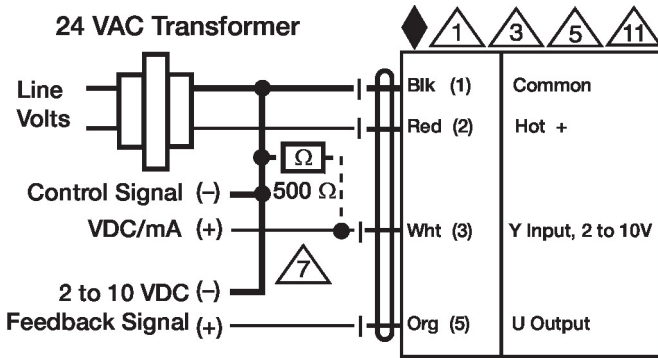 24 VAC Transformer
1 3 5 11
Line
Volts
Blk (1) Common
Red (2) Hot +
Ω
500 Ω
Control Signal (–)
VDC/mA (+)
Wht (3) Y Input, 2 to 10V
7
2 to 10 VDC (–)
Feedback Signal (+)
Org (5) U Output